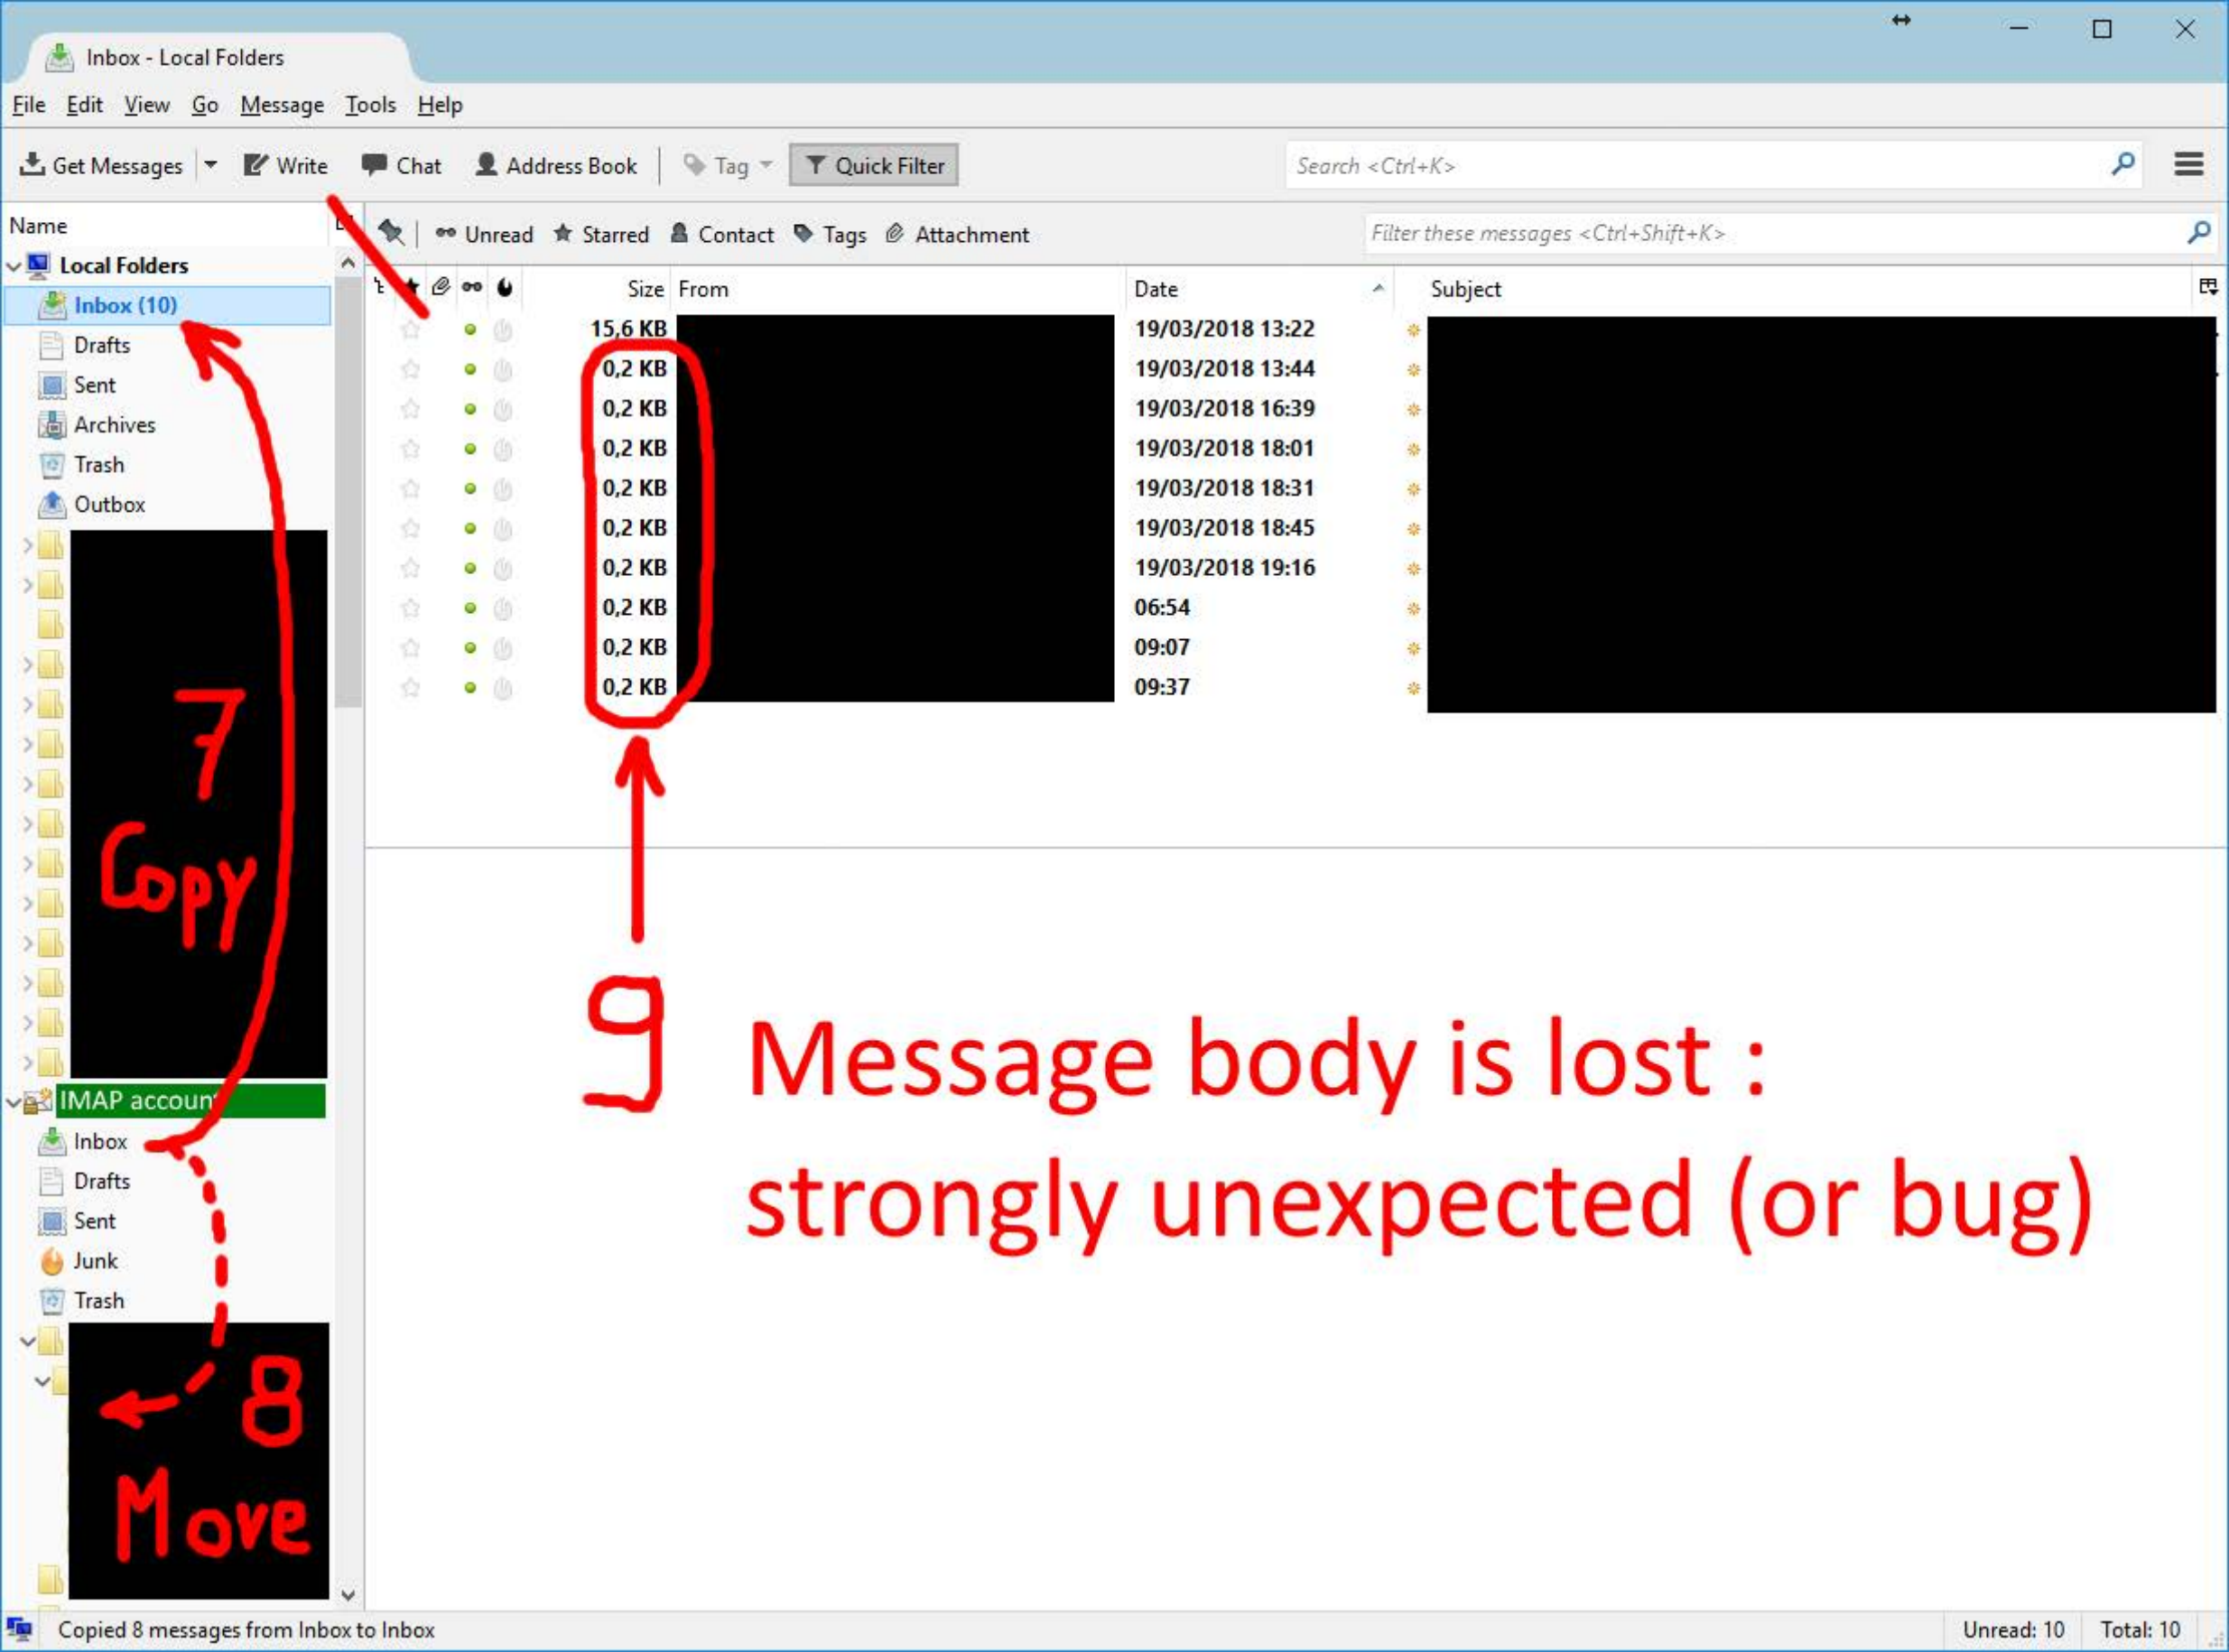 Inbox - Local Folders
File Edit View Go Message Tools Help
Get Messages Write Chat Address Book Tag Quick Filter Search <Ctrl+K>
Name
Unread Starred Contact Tags Attachment Filter these messages <Ctrl+Shift+K>
Local Folders
Inbox (10)
Drafts
Sent
Archives
Trash
Outbox
7
Copy
IMAP accoun
Inbox
Drafts
Sent
Junk
Trash
8
Move
Size From Date Subject
15,6 KB 19/03/2018 13:22
0,2 KB 19/03/2018 13:44
0,2 KB 19/03/2018 16:39
0,2 KB 19/03/2018 18:01
0,2 KB 19/03/2018 18:31
0,2 KB 19/03/2018 18:45
0,2 KB 19/03/2018 19:16
0,2 KB 06:54
0,2 KB 09:07
0,2 KB 09:37
9 Message body is lost :
strongly unexpected (or bug)
Copied 8 messages from Inbox to Inbox Unread: 10 Total: 10